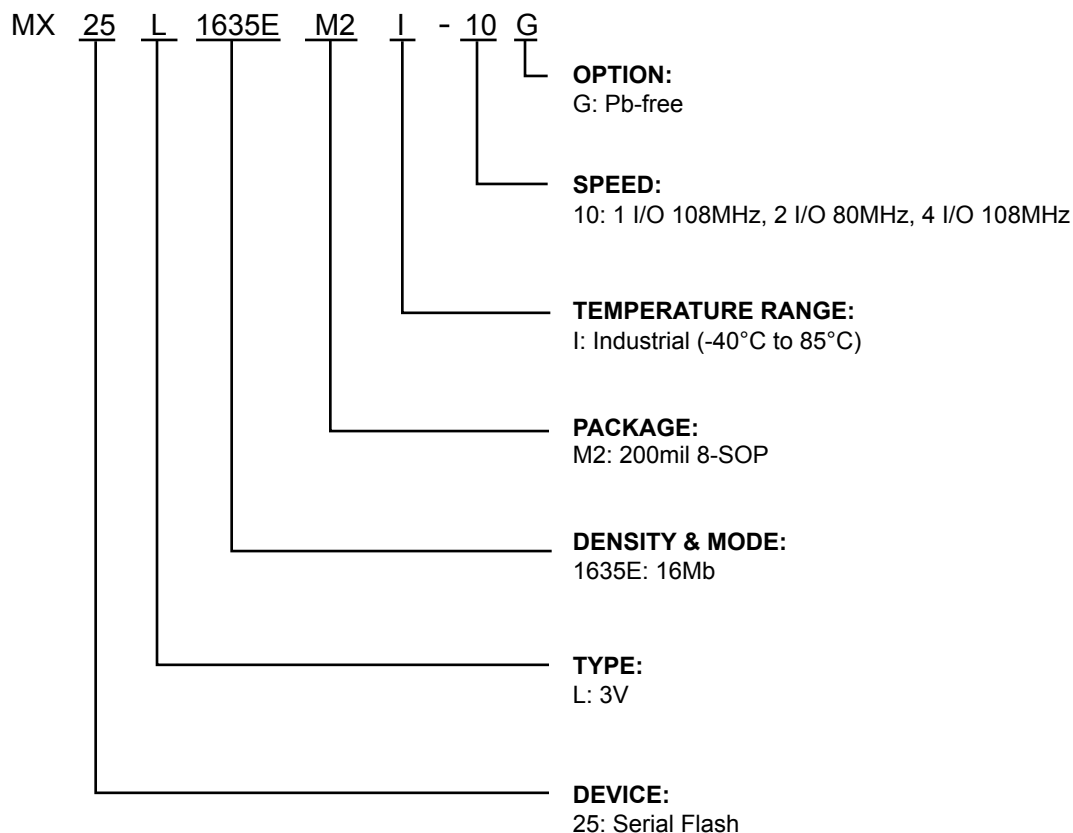 MX 25 L 1635E M2 I - 10 G
OPTION:
G: Pb-free
SPEED:
10: 1 I/O 108MHz, 2 I/O 80MHz, 4 I/O 108MHz
TEMPERATURE RANGE:
I: Industrial (-40°C to 85°C)
PACKAGE:
M2: 200mil 8-SOP
DENSITY & MODE:
1635E: 16Mb
TYPE:
L: 3V
DEVICE:
25: Serial Flash